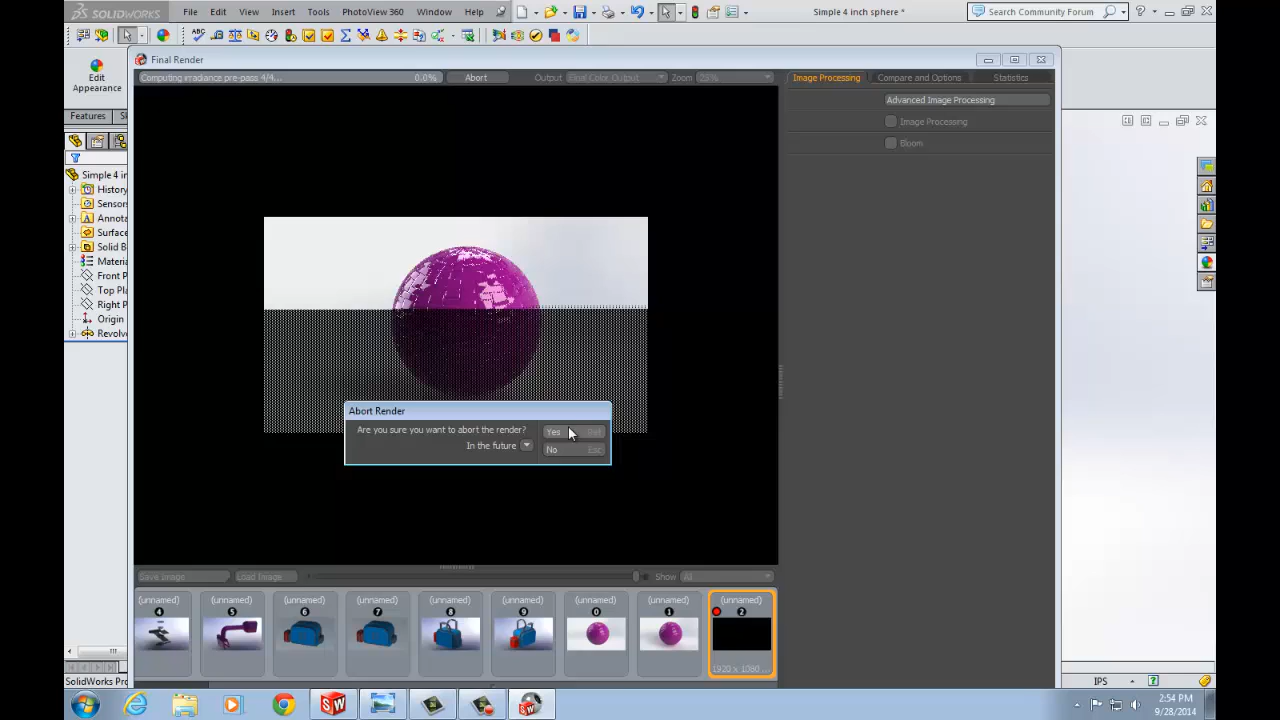 SOLIDWORKS File Edit View Insert Tools PhotoView 360 Window Help Simple 4 inch sphere * Search Community Forum
Edit
Appearance
Features
Final Render
Computing irradiance pre-pass 4/4... 0.0% Abort Output Final Color Output Zoom 25% Image Processing Compare and Options Statistics
Advanced Image Processing
Image Processing
Bloom
Simple 4 in
History
Sensors
Annota
Surface
Solid B
Materia
Front P
Top Pla
Right P
Origin
Revolve
Abort Render
Are you sure you want to abort the render? Yes
In the future No Esc
Save Image Load Image Show All
(unnamed) (unnamed) (unnamed) (unnamed) (unnamed) (unnamed) (unnamed) (unnamed) (unnamed)
4 5 6 7 8 9 0 1 2
1920 x 1080 ...
SolidWorks Pre IPS
2:54 PM
9/28/2014